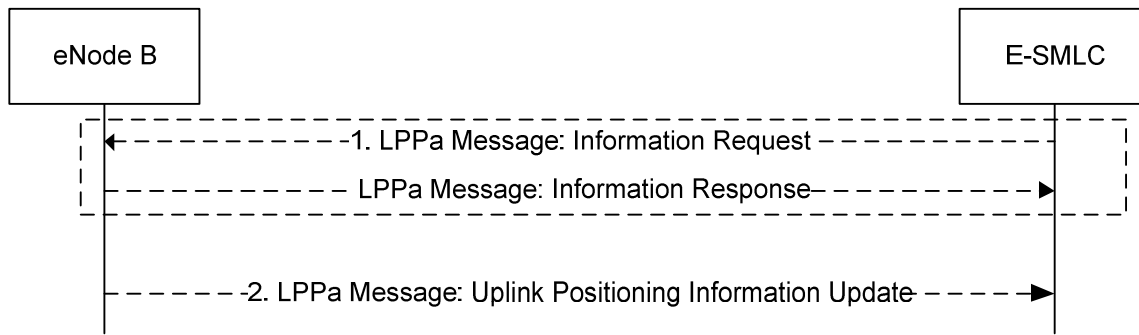 eNode B
E-SMLC
1. LPPa Message: Information Request
LPPa Message: Information Response
2. LPPa Message: Uplink Positioning Information Update